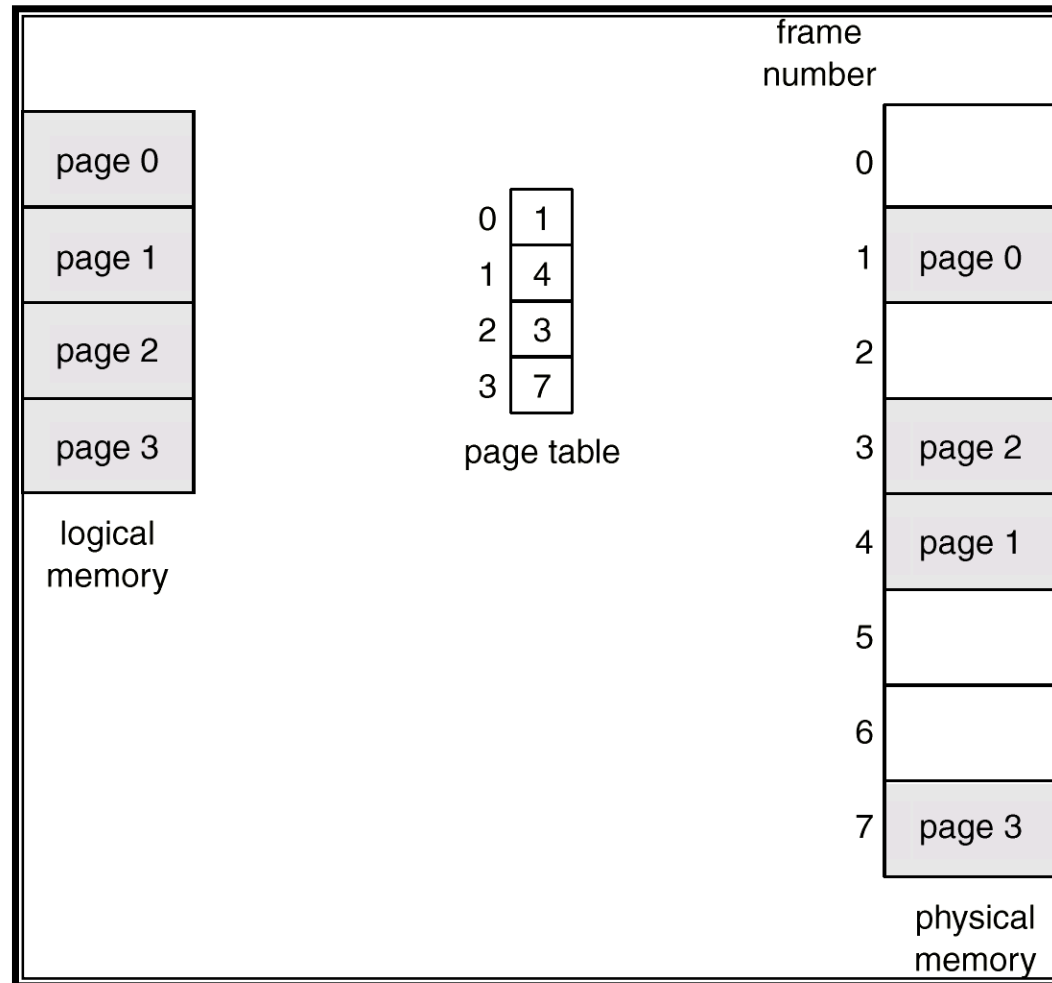 page 0
page 1
page 2
page 3
logical
memory
0 1
1 4
2 3
3 7
page table
frame
number
0
1 page 0
2
3 page 2
4 page 1
5
6
7 page 3
physical
memory